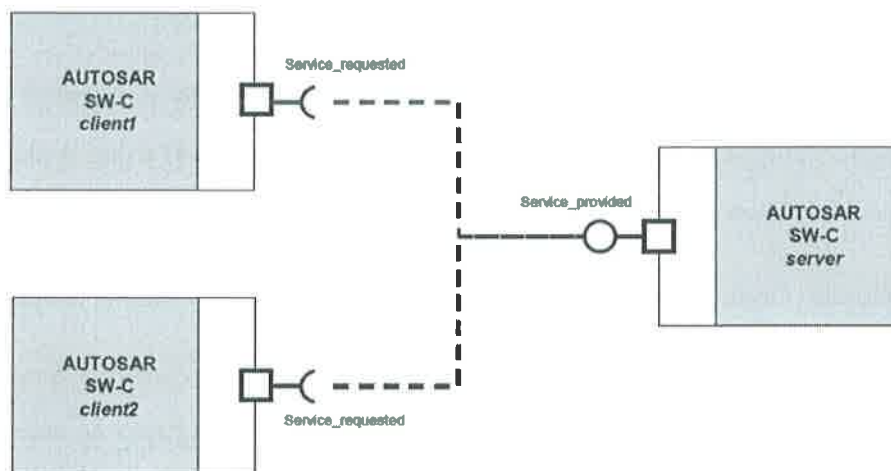 AUTOSAR
SW-C
client1
Service_requested
Service_provided
AUTOSAR
SW-C
server
AUTOSAR
SW-C
client2
Service_requested